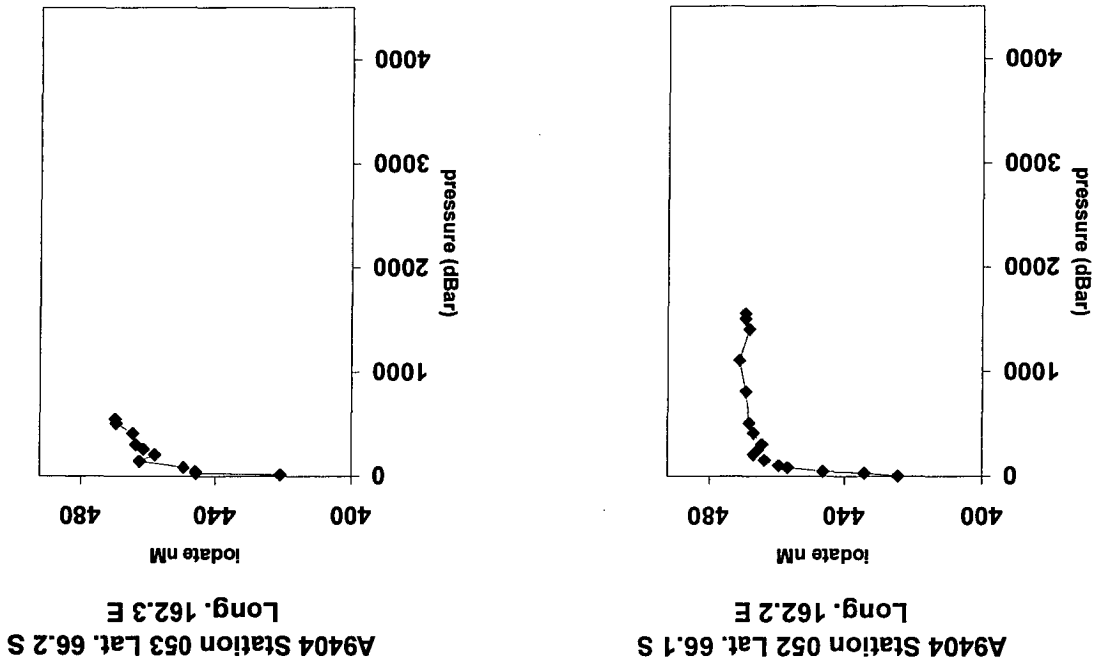 A9404 Station 052 Lat. 66.1 S
Long. 162.2 E
iodate nM
400 440 480
0
1000
2000
3000
4000
pressure (dBar)
A9404 Station 053 Lat. 66.2 S
Long. 162.3 E
iodate nM
400 440 480
0
1000
2000
3000
4000
pressure (dBar)